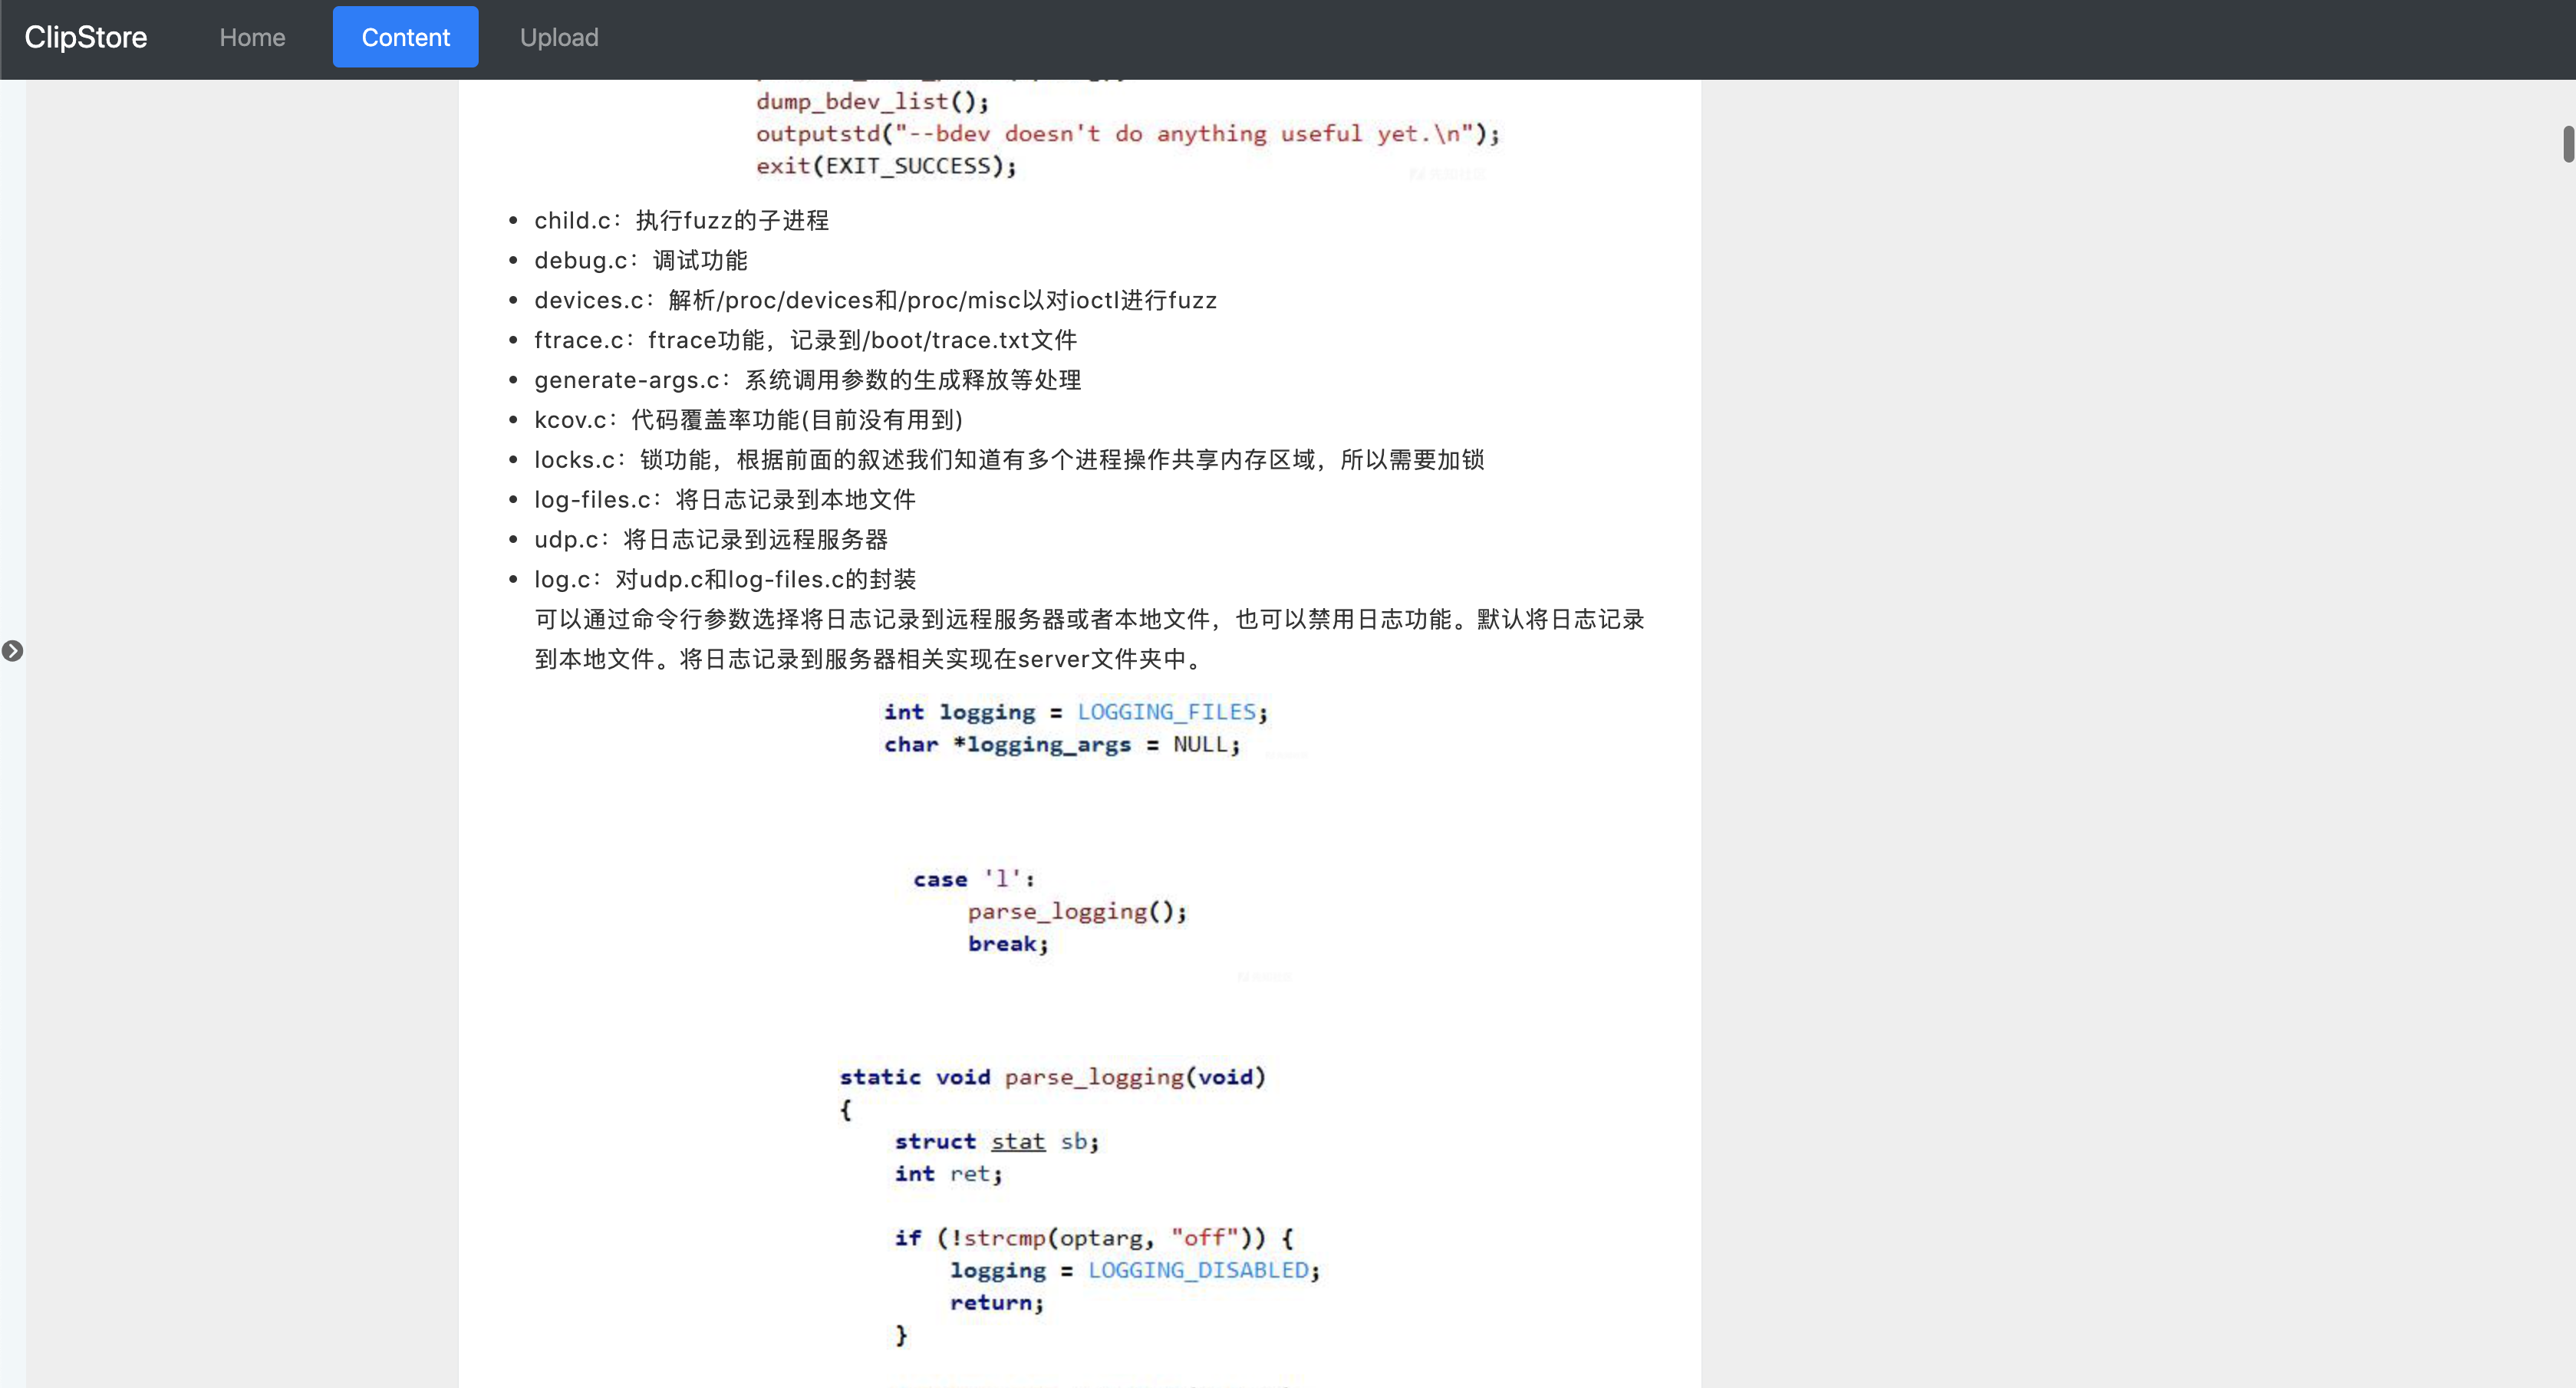 ClipStore Home Content Upload
dump_bdev_list();
outputstd("--bdev doesn't do anything useful yet.\n");
exit(EXIT_SUCCESS);
• child.c：执行fuzz的子进程
• debug.c：调试功能
• devices.c：解析/proc/devices和/proc/misc以对ioctl进行fuzz
• ftrace.c：ftrace功能，记录到/boot/trace.txt文件
• generate-args.c：系统调用参数的生成释放等处理
• kcov.c：代码覆盖率功能(目前没有用到)
• locks.c：锁功能，根据前面的叙述我们知道有多个进程操作共享内存区域，所以需要加锁
• log-files.c：将日志记录到本地文件
• udp.c：将日志记录到远程服务器
• log.c：对udp.c和log-files.c的封装
可以通过命令行参数选择将日志记录到远程服务器或者本地文件，也可以禁用日志功能。默认将日志记录
到本地文件。将日志记录到服务器相关实现在server文件夹中。
int logging = LOGGING_FILES;
char *logging_args = NULL;
case 'l':
parse_logging();
break;
static void parse_logging(void)
{
struct stat sb;
int ret;
if (!strcmp(optarg, "off")) {
logging = LOGGING_DISABLED;
return;
}